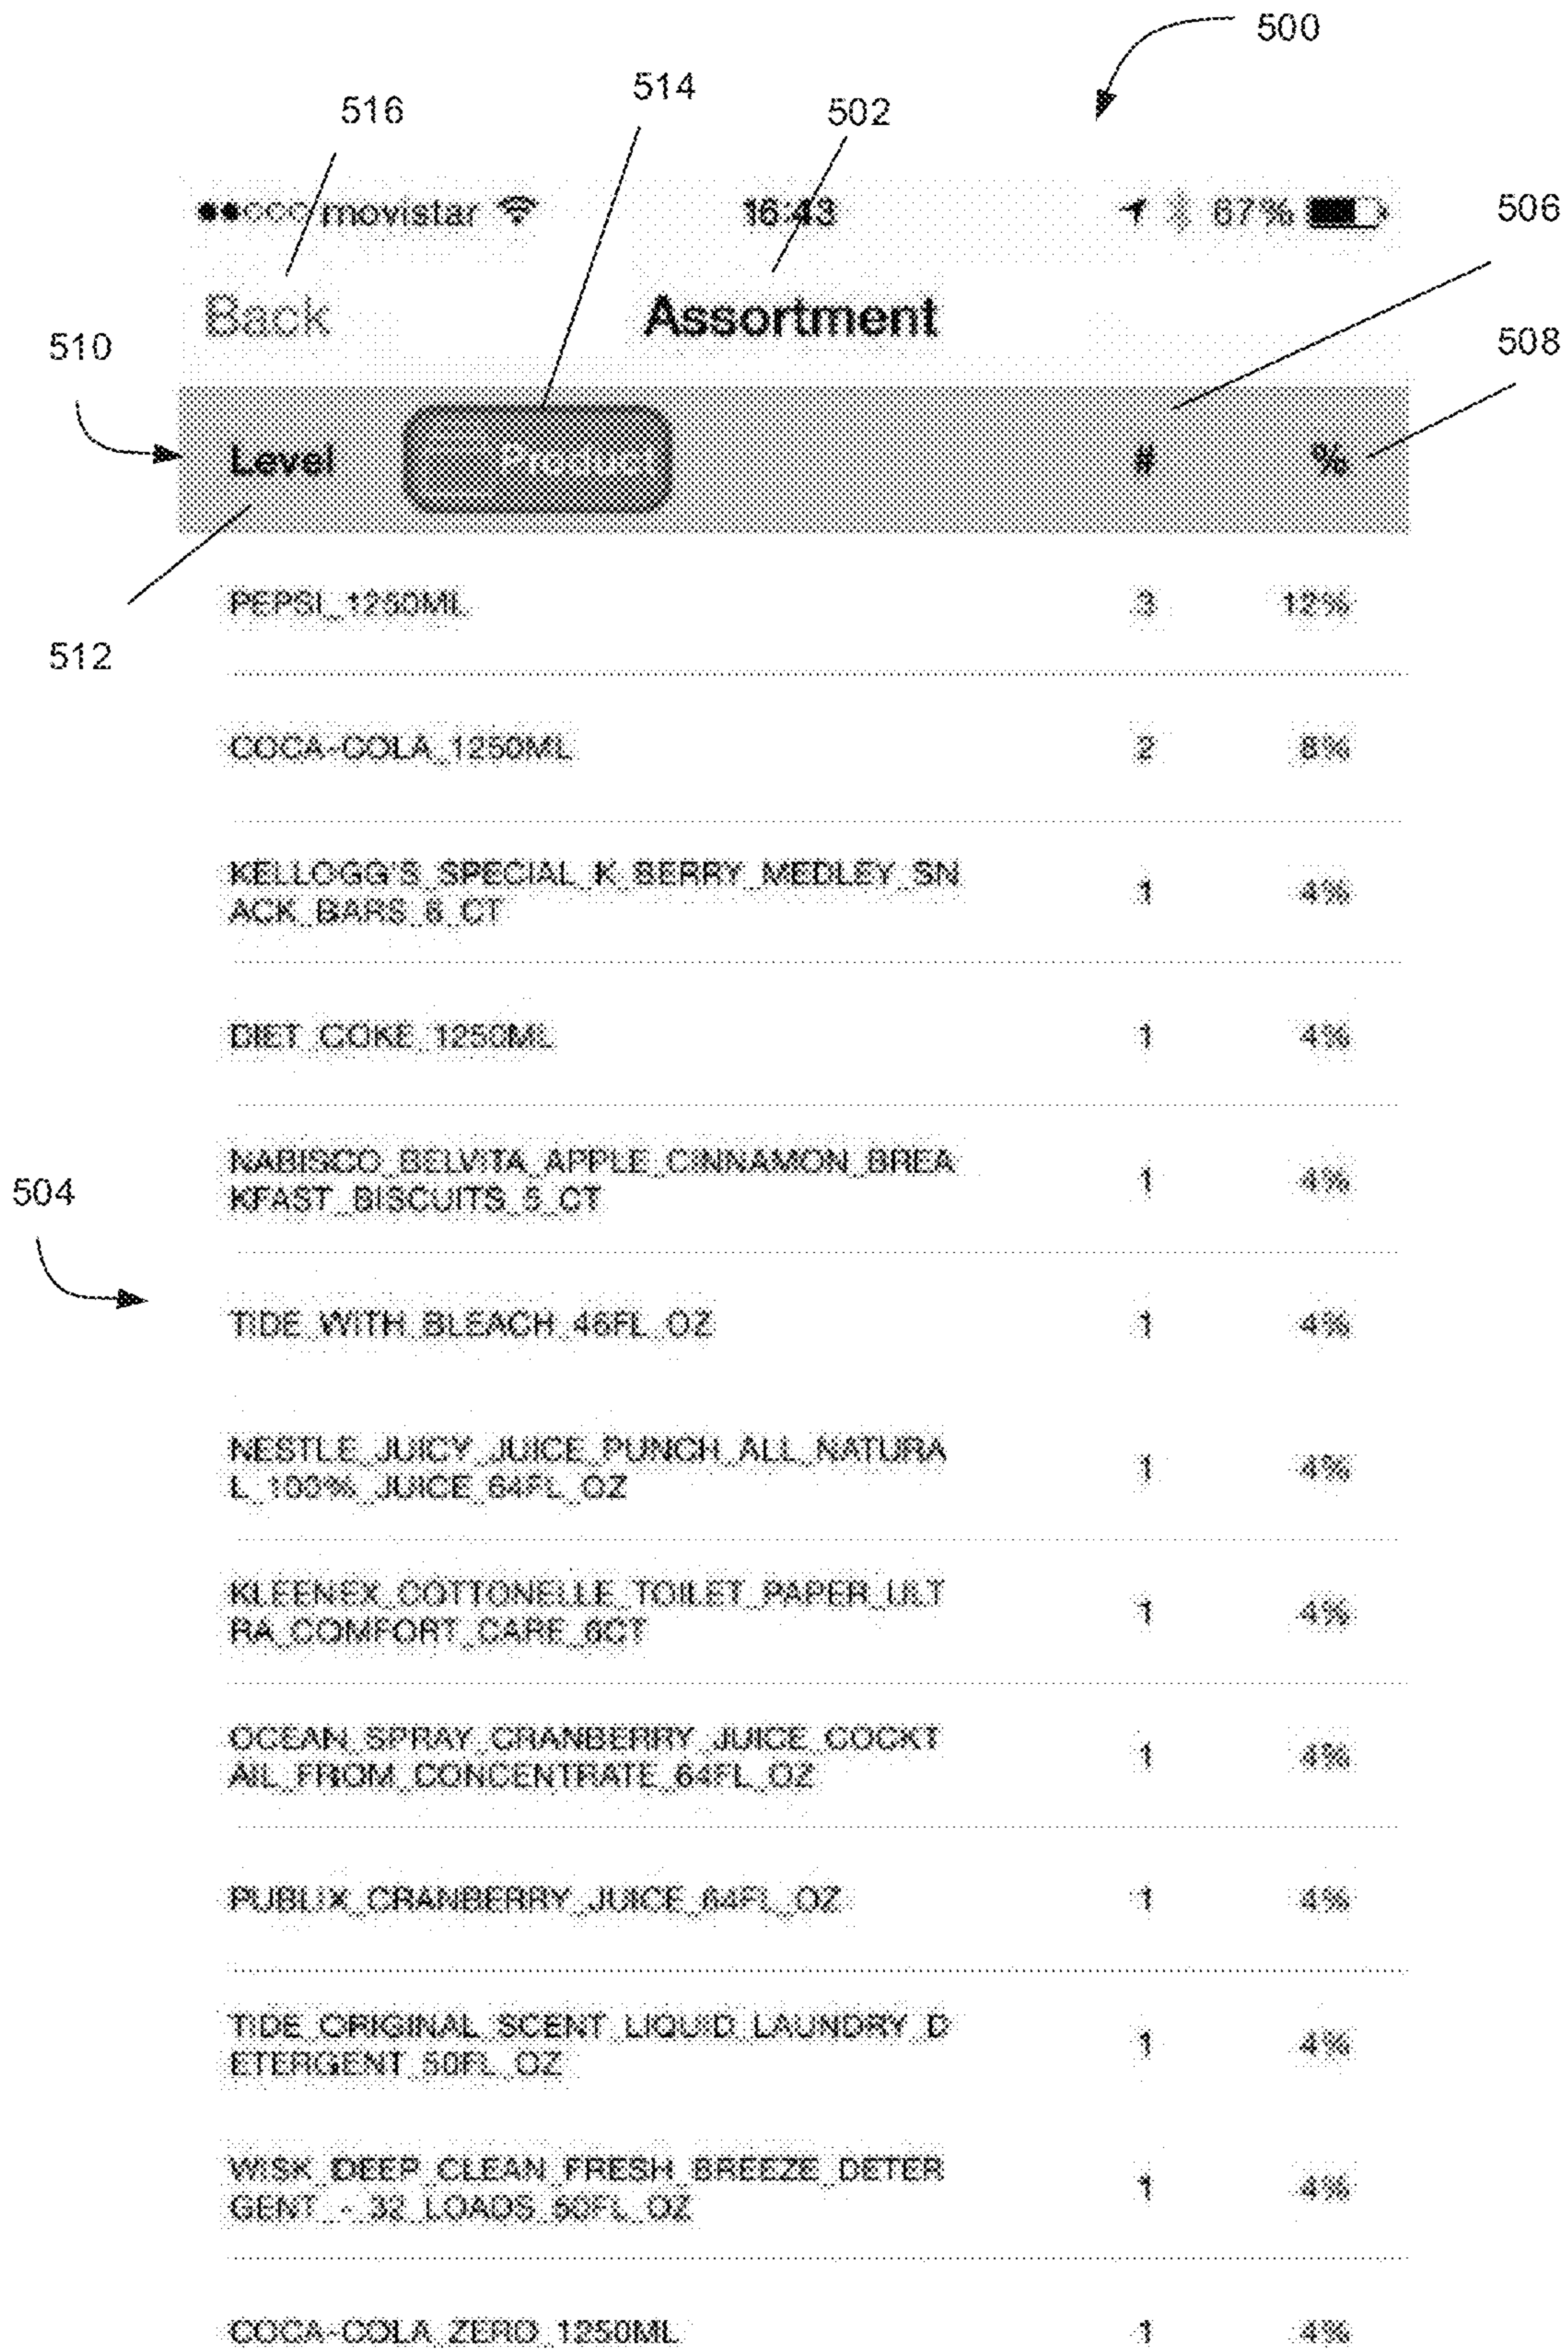 500
516
514
502
movistar 16:43 67%
506
Back Assortment
508
510
Level # %
PEPSI_1250ML 3 12%
512
COCA-COLA_1250ML 2 8%
KELLOGG'S_SPECIAL_K_BERRY_MEDLEY_SN
ACK_BARS_6_CT 1 4%
DIET_COKE_1250ML 1 4%
NABISCO_BELVITA_APPLE_CINNAMON_BREA
KFAST_BISCUITS_5_CT 1 4%
504
TIDE_WITH_BLEACH_46FL_OZ 1 4%
NESTLE_JUICY_JUICE_PUNCH_ALL_NATURA
L_100%_JUICE_64FL_OZ 1 4%
KLEENEX_COTTONELLE_TOILET_PAPER_ULT
RA_COMFORT_CARE_6CT 1 4%
OCEAN_SPRAY_CRANBERRY_JUICE_COCKT
AIL_FROM_CONCENTRATE_64FL_OZ 1 4%
PUBLIX_CRANBERRY_JUICE_64FL_OZ 1 4%
TIDE_ORIGINAL_SCENT_LIQUID_LAUNDRY_D
ETERGENT_50FL_OZ 1 4%
WISK_DEEP_CLEAN_FRESH_BREEZE_DETER
GENT_-_32_LOADS_50FL_OZ 1 4%
COCA-COLA_ZERO_1250ML 1 4%